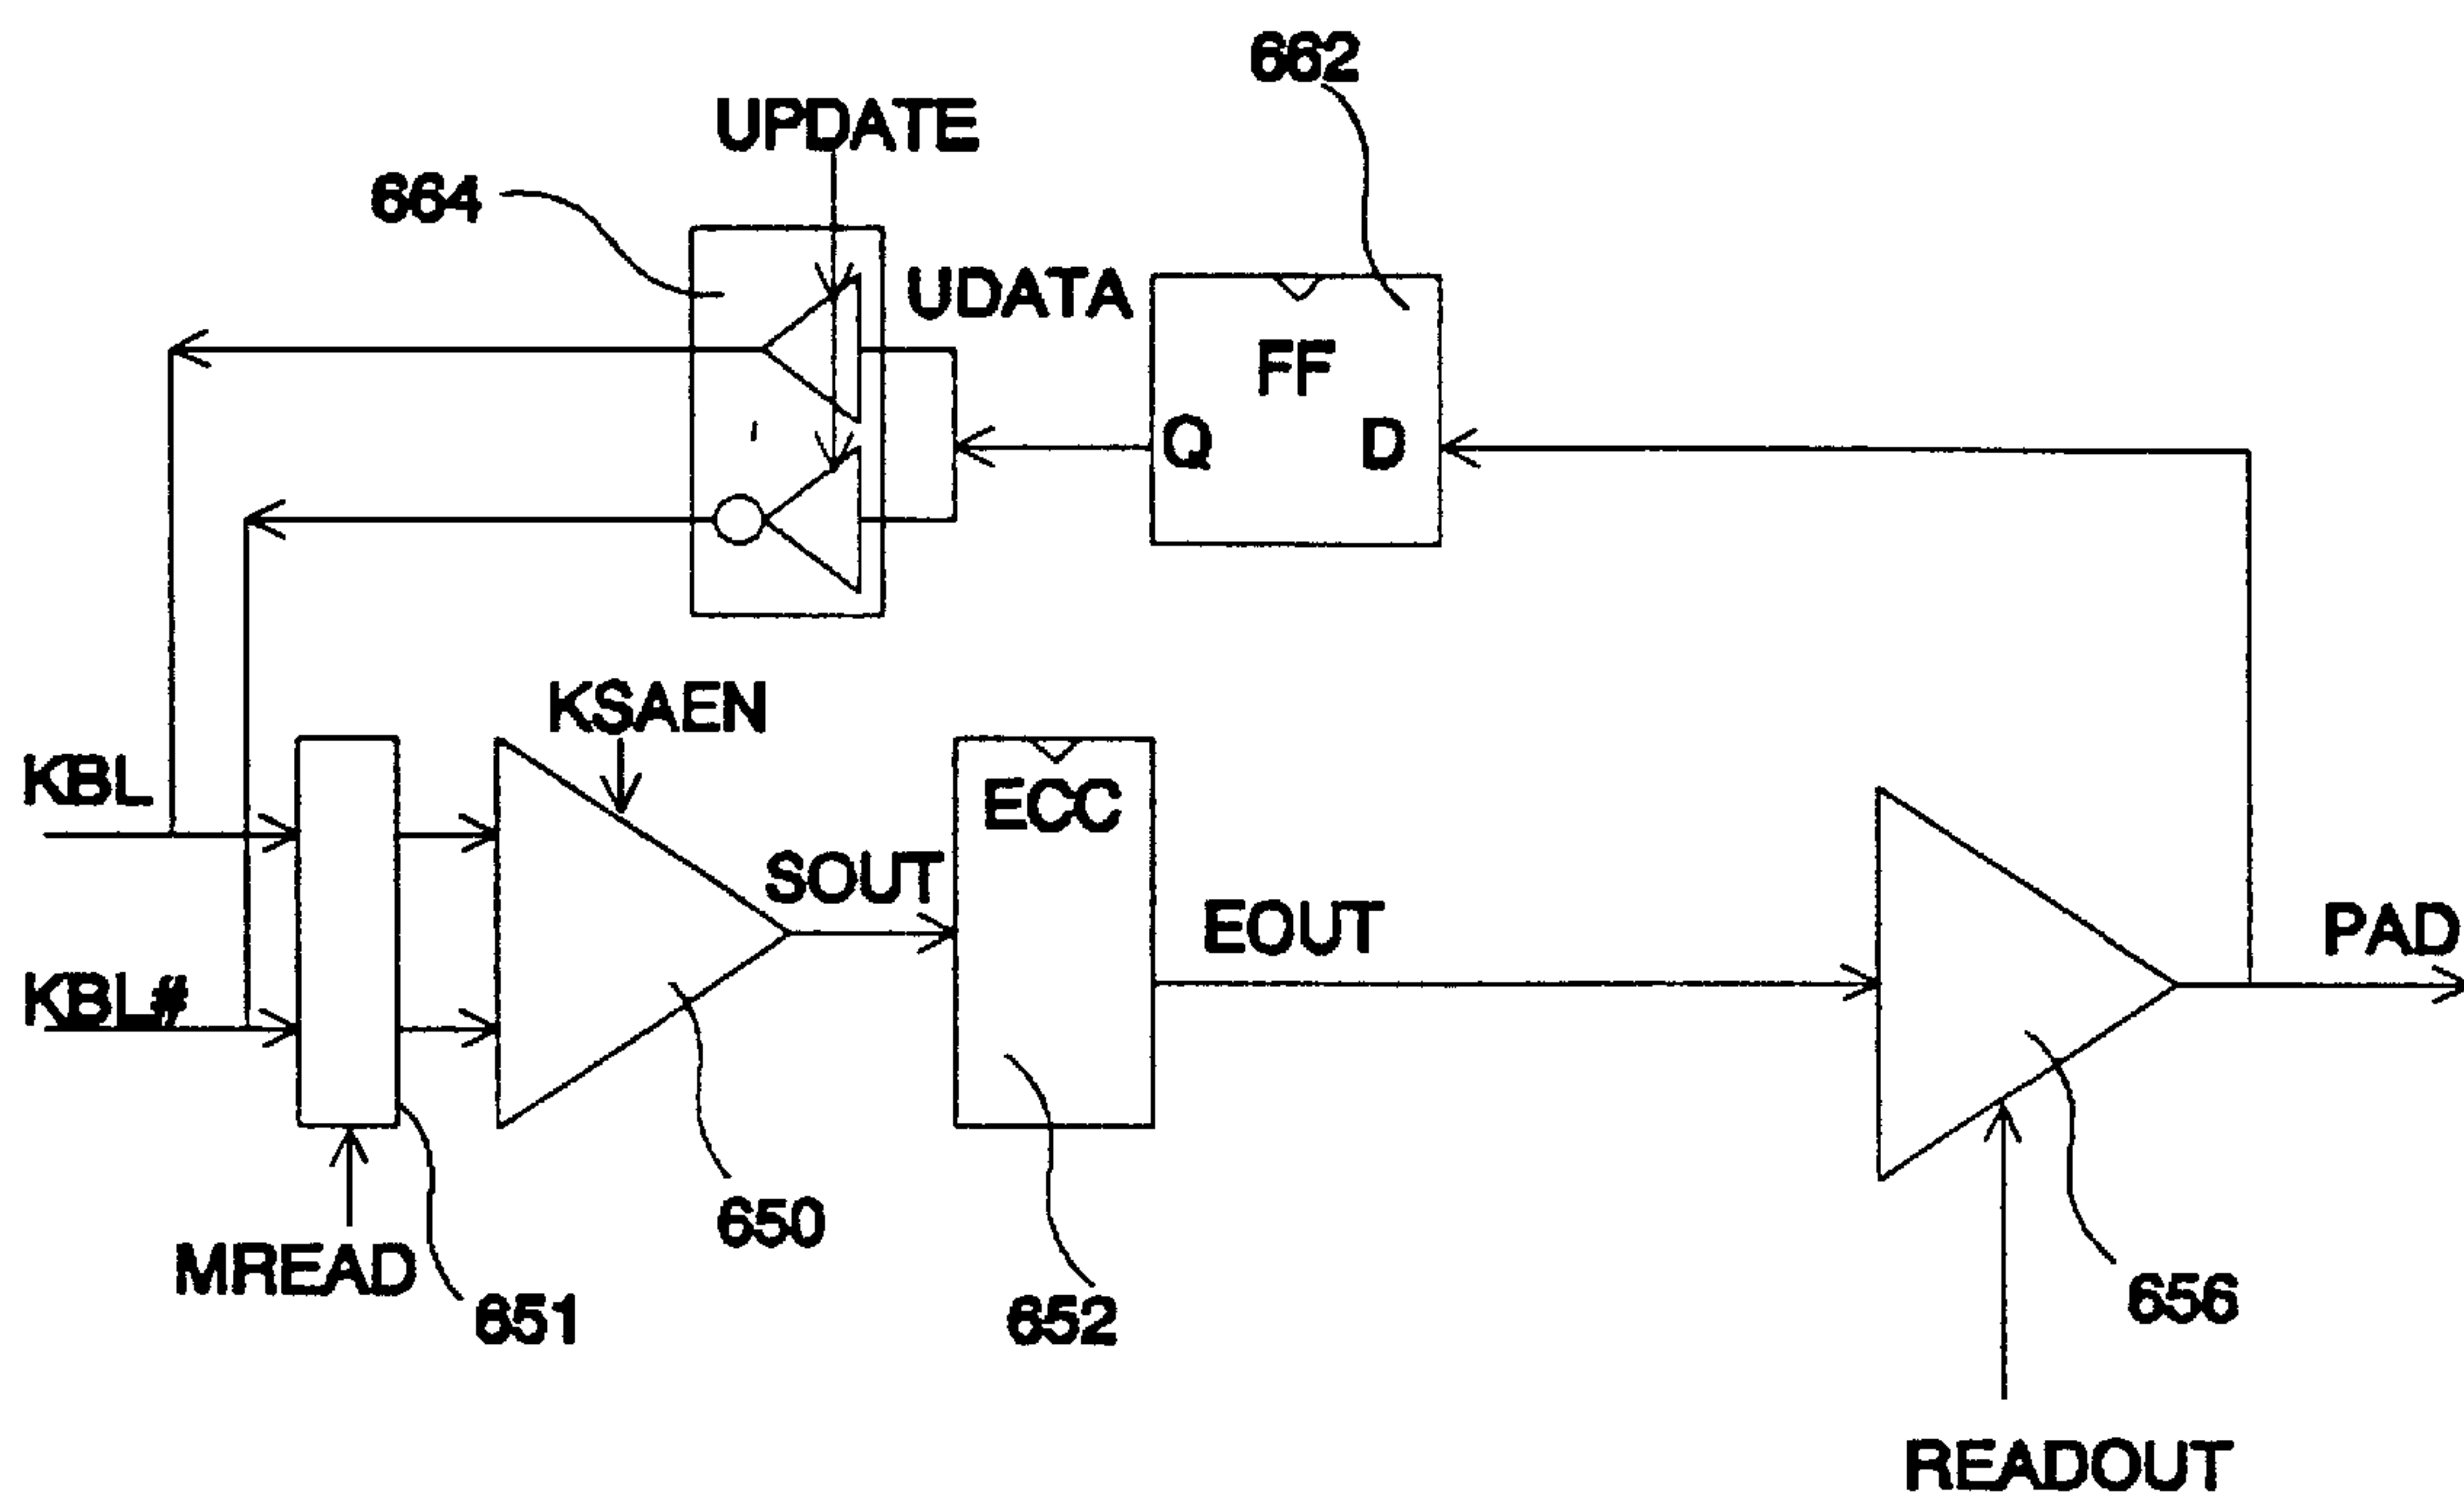 662
UPDATE
664
UDATA
FF
Q
D
KSAEN
KBL
ECC
SOUT
EOUT
PAD
KBL#
650
MREAD
651
652
656
READOUT